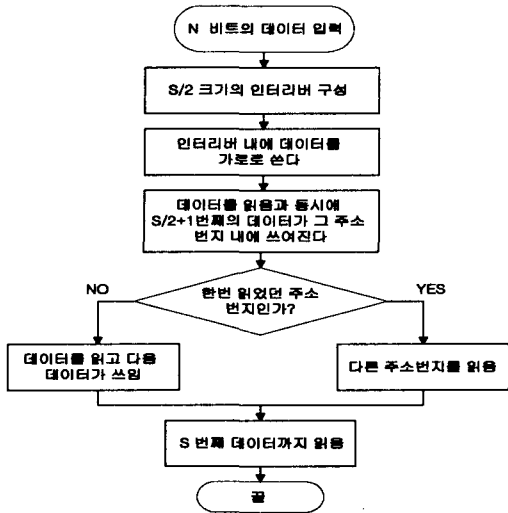 N 비트의 데이터 입력
S/2 크기의 인터리버 구성
인터리버 내에 데이터를
가로로 쓴다
데이터를 읽음과 동시에
S/2+1번째의 데이터가 그 주소
번지 내에 쓰여진다
NO
YES
한번 읽었던 주소
번지인가?
데이터를 읽고 다음
데이터가 쓰임
다른 주소번지를 읽음
S 번째 데이터까지 읽음
끝